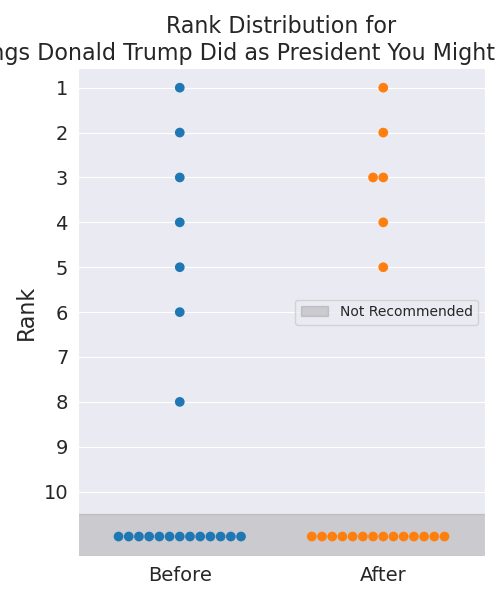 Rank Distribution for
ngs Donald Trump Did as President You Might
1
2
3
4
5
6
7
8
9
10
Rank
Not Recommended
Before
After